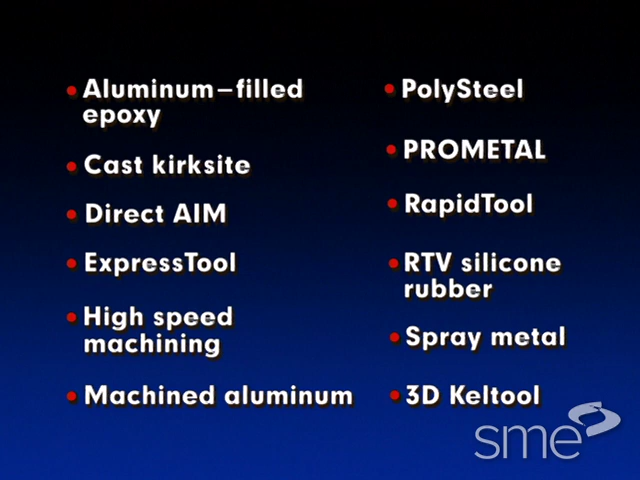 Aluminum–filled
epoxy
Cast kirksite
Direct AIM
ExpressTool
High speed
machining
Machined aluminum
PolySteel
PROMETAL
RapidTool
RTV silicone
rubber
Spray metal
3D Keltool
sme